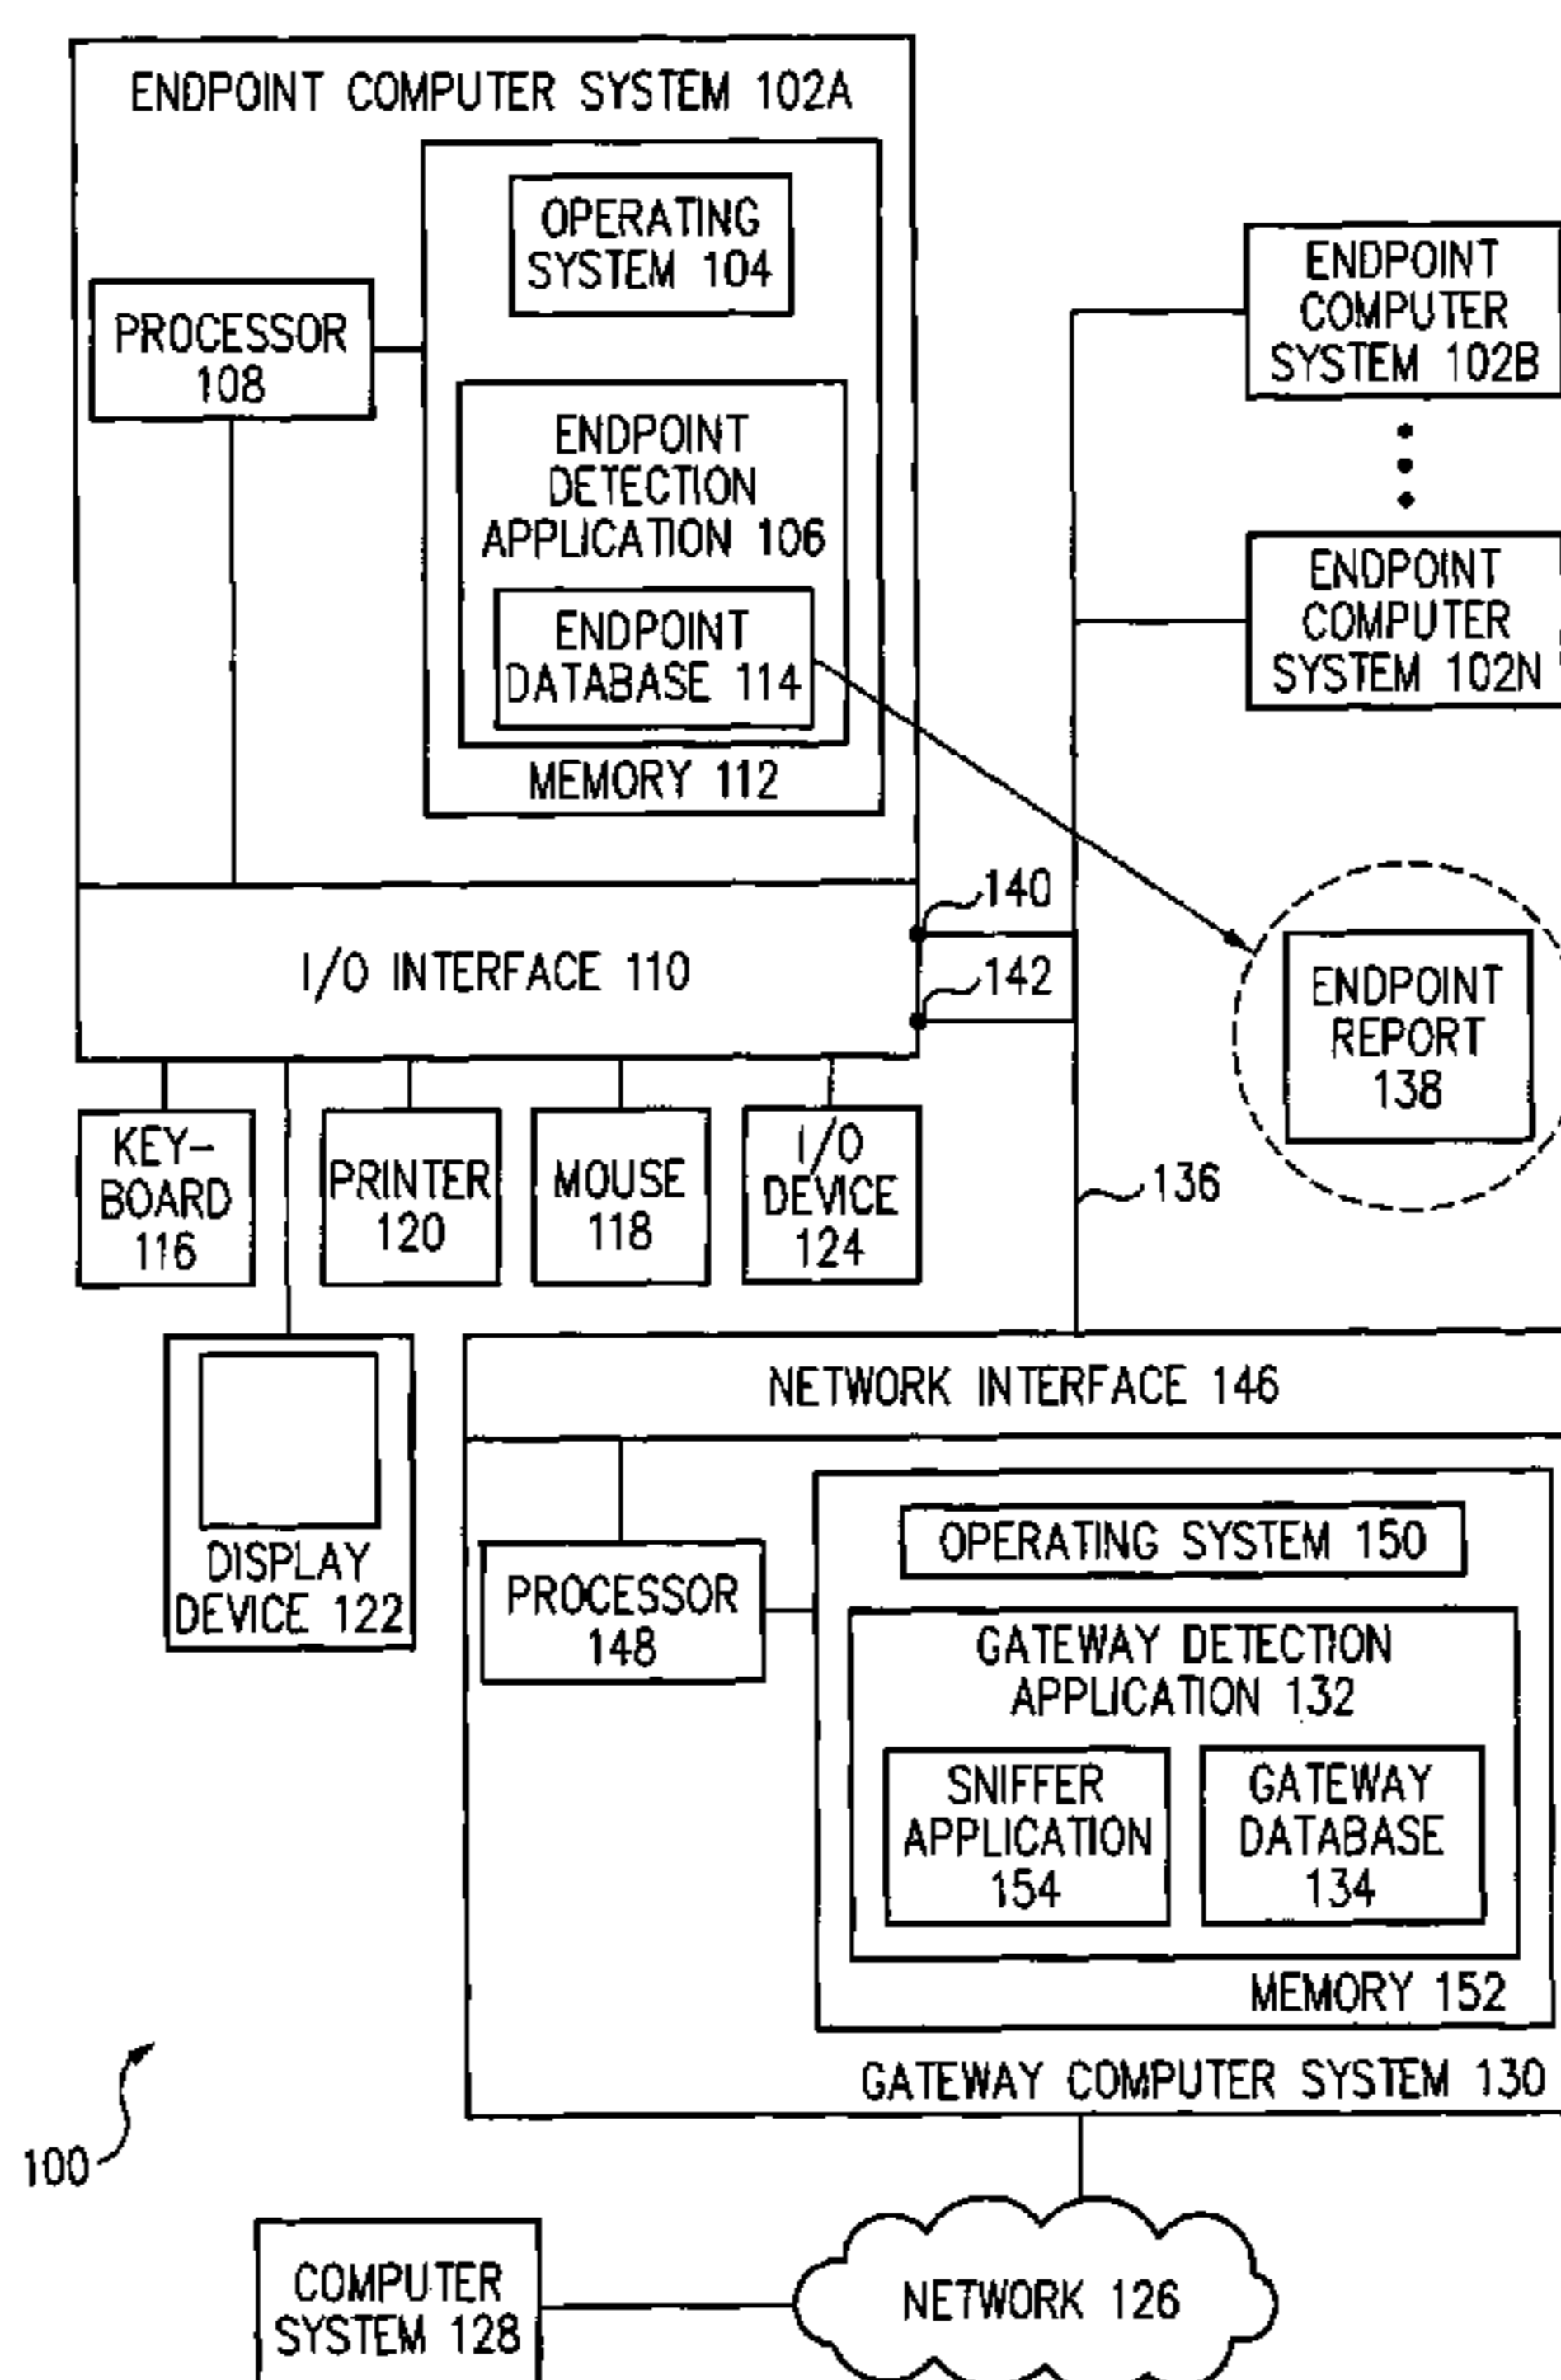 ENDPOINT COMPUTER SYSTEM 102A
OPERATING
SYSTEM 104
PROCESSOR
108
ENDPOINT
DETECTION
APPLICATION 106
ENDPOINT
DATABASE 114
MEMORY 112
I/O INTERFACE 110
140
142
ENDPOINT
COMPUTER
SYSTEM 102B
ENDPOINT
COMPUTER
SYSTEM 102N
ENDPOINT
REPORT
138
136
KEY-
BOARD
116
PRINTER
120
MOUSE
118
I/O
DEVICE
124
DISPLAY
DEVICE 122
NETWORK INTERFACE 146
PROCESSOR
148
OPERATING SYSTEM 150
GATEWAY DETECTION
APPLICATION 132
SNIFFER
APPLICATION
154
GATEWAY
DATABASE
134
MEMORY 152
GATEWAY COMPUTER SYSTEM 130
100
COMPUTER
SYSTEM 128
NETWORK 126